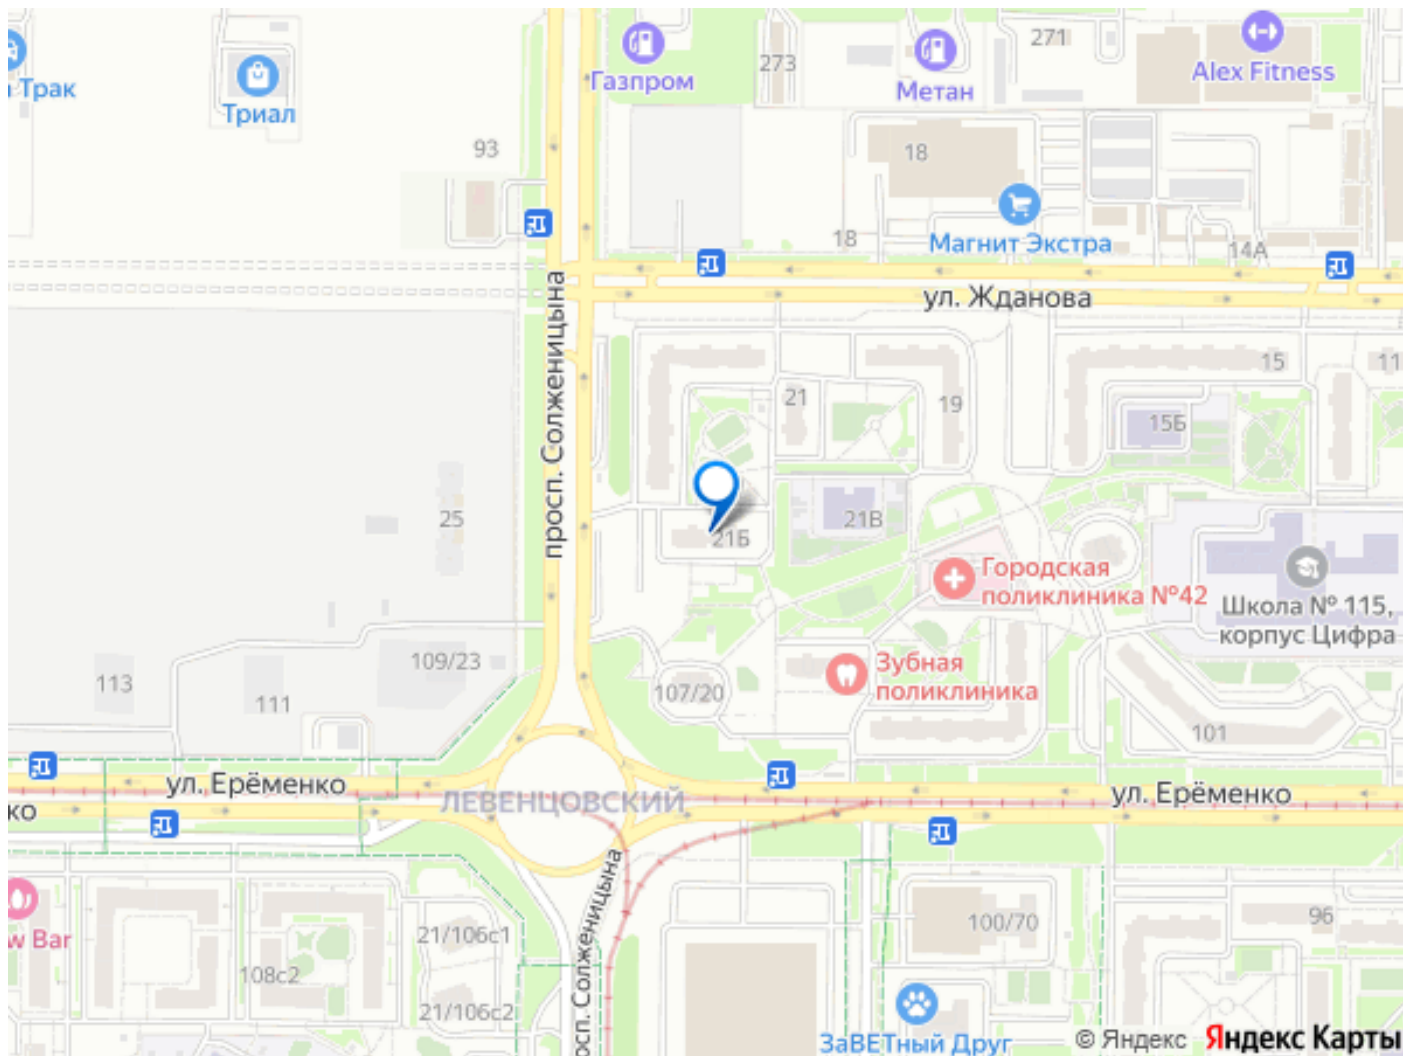 Трак
Триал
Газпром
273
Метан
271
Alex Fitness
93
18
Магнит Экстра
18
14А
ул. Жданова
просп. Солженицына
21
19
15
11
15Б
25
21Б
21В
Городская
поликлиника №42
Школа № 115,
корпус Цифра
109/23
113
111
107/20
Зубная
поликлиника
101
ул. Ерёменко
ко
ЛЕВЕНЦОВСКИЙ
ул. Ерёменко
просп. Солженицына
w Bar
21/106с1
108с2
21/106с2
100/70
96
ЗаВЕТный Друг
© Яндекс Яндекс Карты